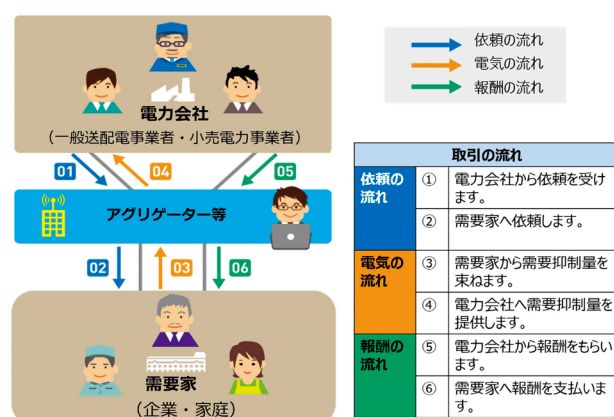 電力会社
（一般送配電事業者・小売電力事業者）
01
04
05
アグリゲーター等
02
03
06
需要家
（企業・家庭）
依頼の流れ
電気の流れ
報酬の流れ
取引の流れ
依頼の
流れ
①
電力会社から依頼を受け
ます。
②
需要家へ依頼します。
電気の
流れ
③
需要家から需要抑制量を
束ねます。
④
電力会社へ需要抑制量を
提供します。
報酬の
流れ
⑤
電力会社から報酬をもらい
ます。
⑥
需要家へ報酬を支払いま
す。